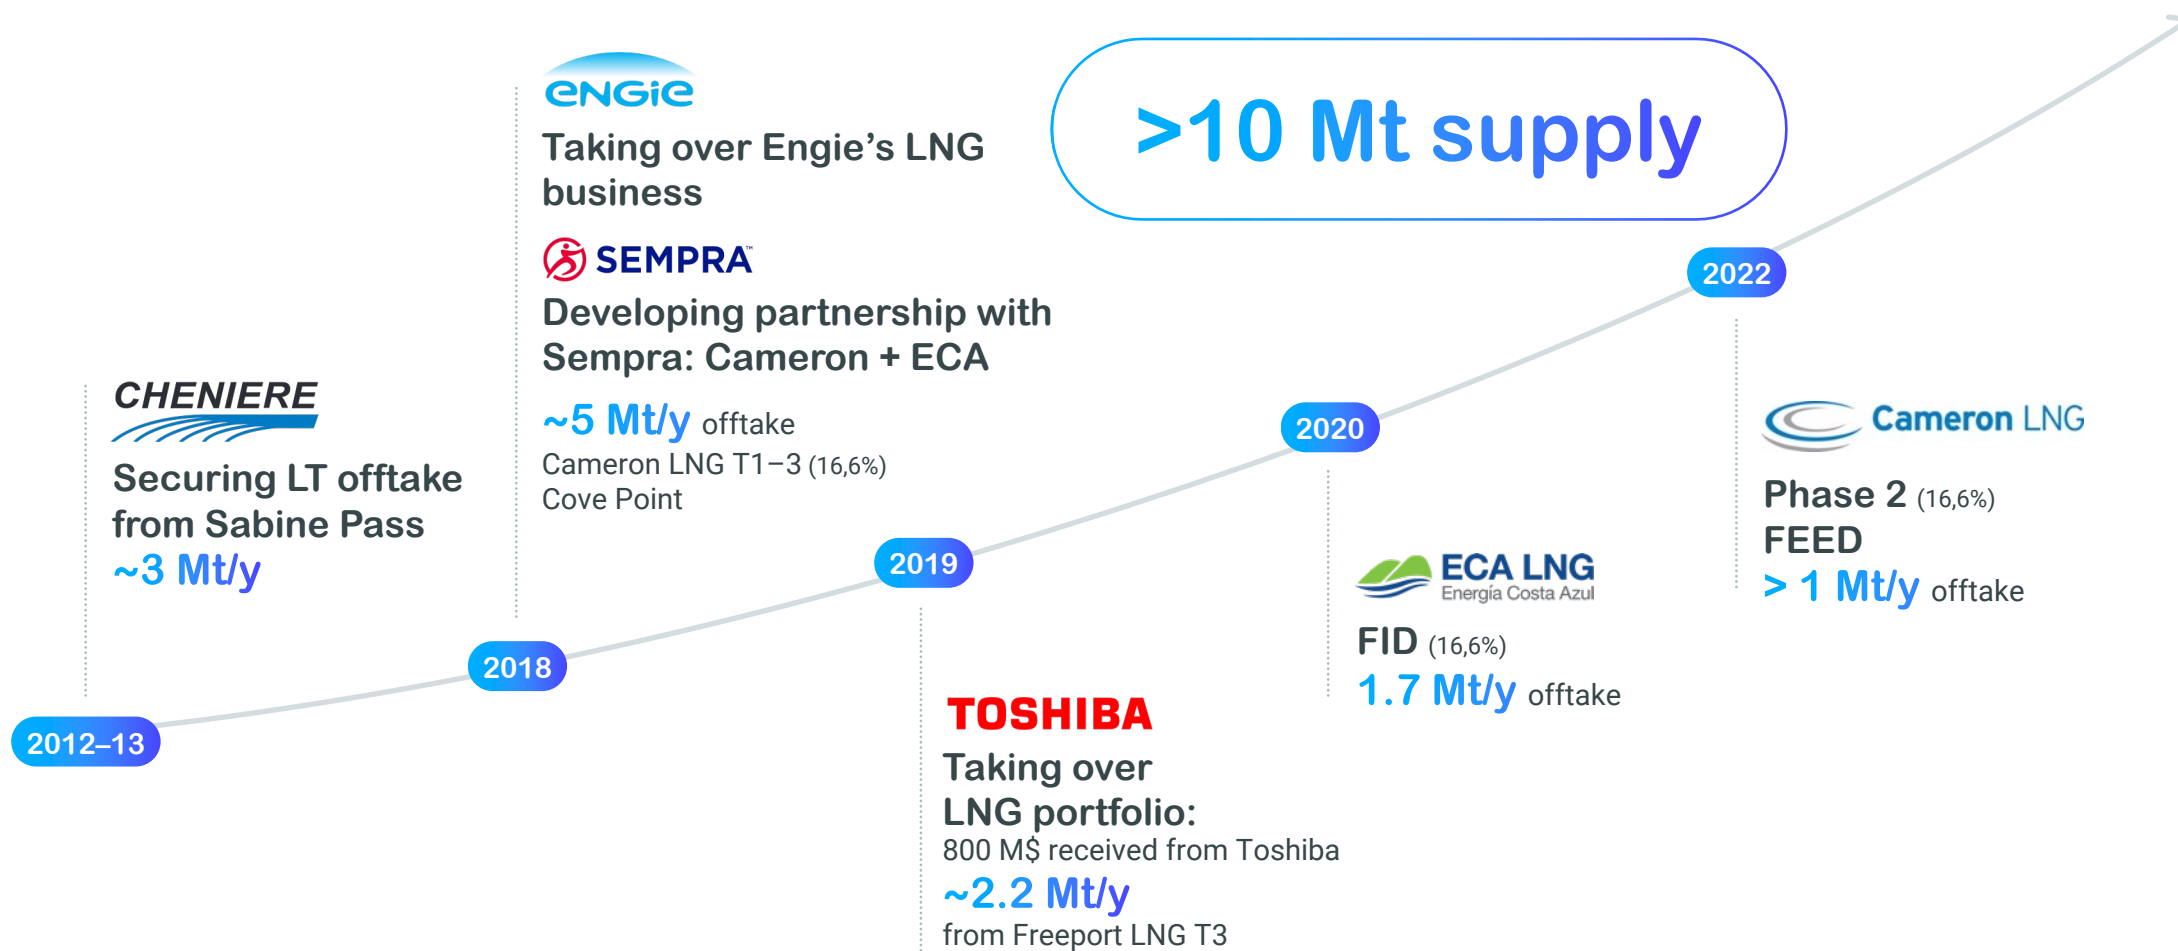 >10 Mt supply
2012–13
CHENIERE
Securing LT offtake
from Sabine Pass
~3 Mt/y
2018
ENGIE
Taking over Engie’s LNG
business
SEMPRA™
Developing partnership with
Sempra: Cameron + ECA
~5 Mt/y offtake
Cameron LNG T1–3 (16,6%)
Cove Point
2019
TOSHIBA
Taking over
LNG portfolio:
800 M$ received from Toshiba
~2.2 Mt/y
from Freeport LNG T3
2020
ECA LNG
Energía Costa Azul
FID (16,6%)
1.7 Mt/y offtake
2022
Cameron LNG
Phase 2 (16,6%)
FEED
> 1 Mt/y offtake